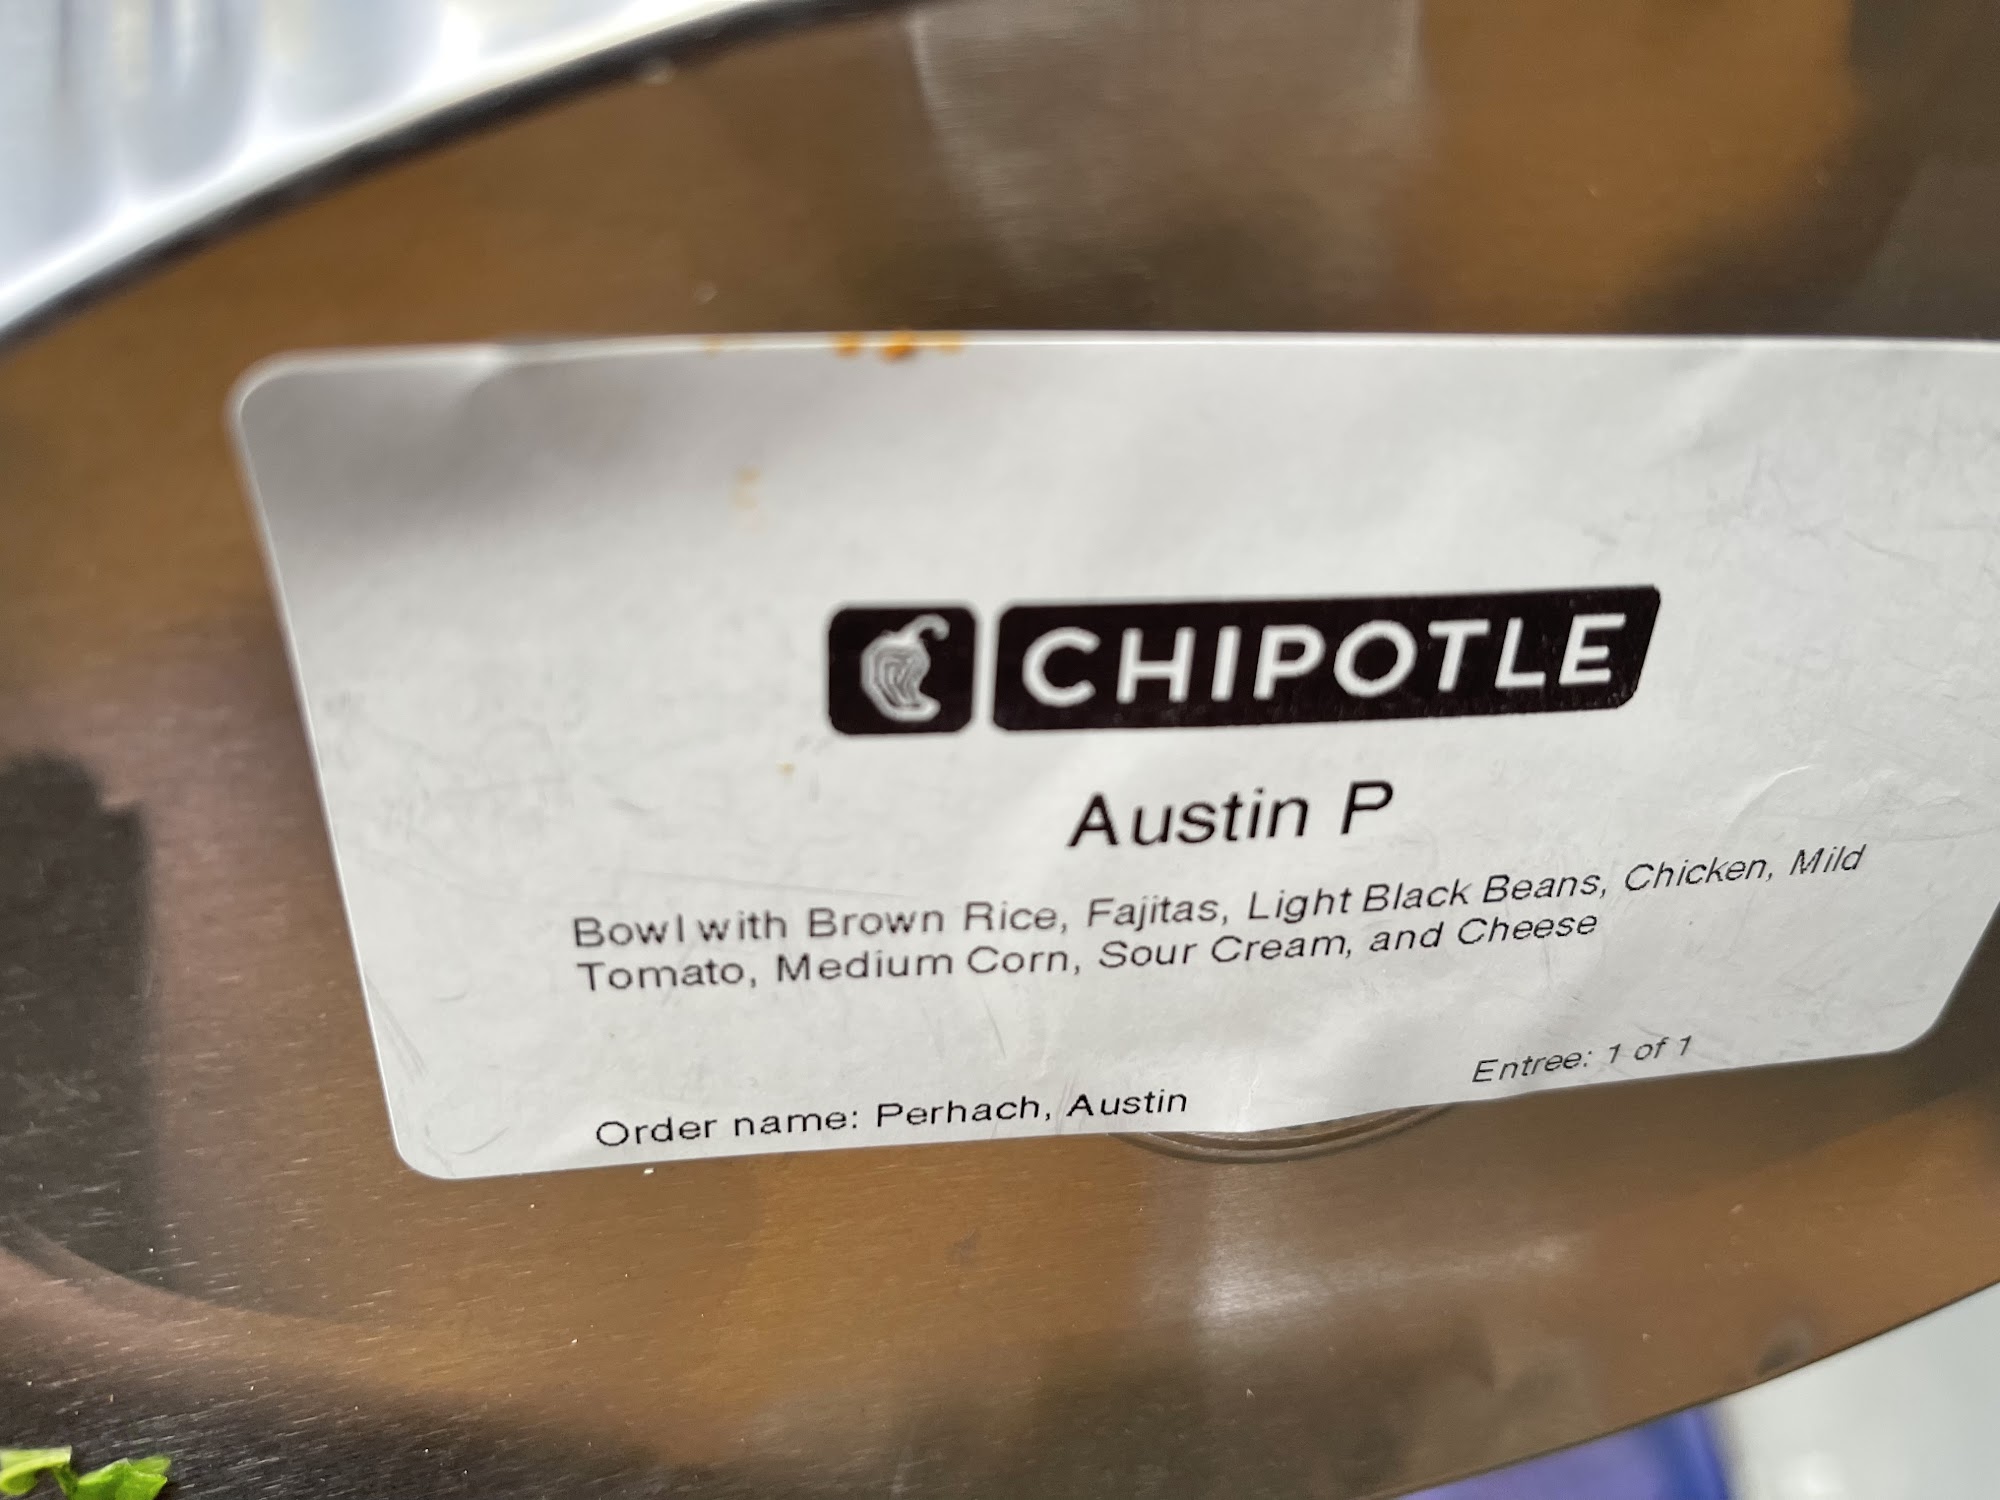 CHIPOTLE
Austin P
Bowl with Brown Rice, Fajitas, Light Black Beans, Chicken, Mild
Tomato, Medium Corn, Sour Cream, and Cheese
Entree: 1 of 1
Order name: Perhach, Austin